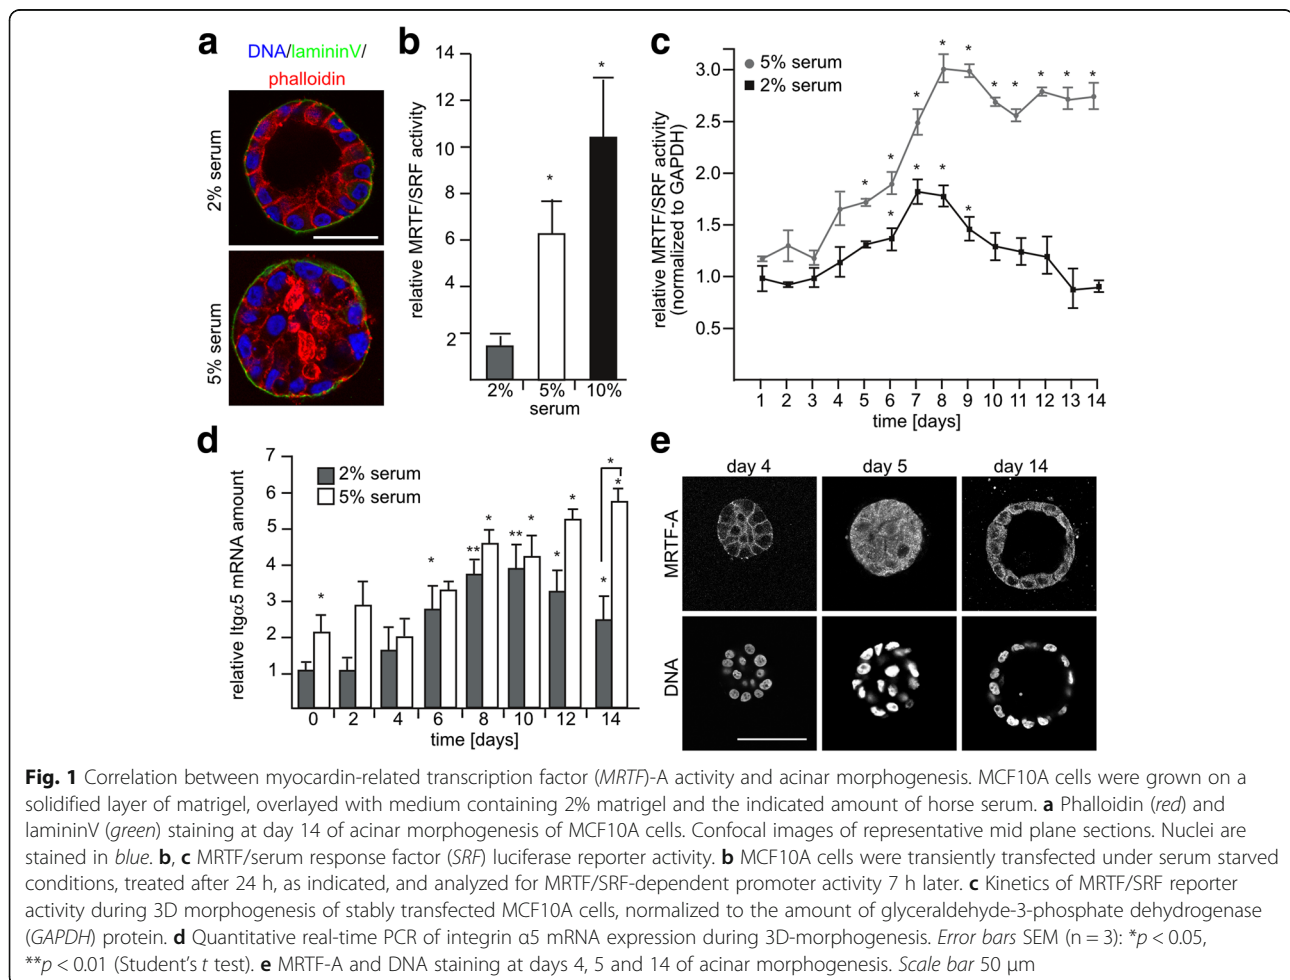 a
DNA/lamininV/
phalloidin
2% serum
5% serum
b
relative MRTF/SRF activity
14
12
10
8
6
4
2
*
*
2% 5% 10%
serum
c
5% serum
2% serum
relative MRTF/SRF activity
(normalized to GAPDH)
3.0
2.5
2.0
1.5
1.0
0.5
* * * * * * * * * *
* * * *
1 2 3 4 5 6 7 8 9 10 11 12 13 14
time [days]
d
relative Itgα5 mRNA amount
7
6
5
4
3
2
1
2% serum
5% serum
* * ** * ** * * * * * *
0 2 4 6 8 10 12 14
time [days]
e
day 4 day 5 day 14
MRTF-A
DNA
Fig. 1 Correlation between myocardin-related transcription factor (MRTF)-A activity and acinar morphogenesis. MCF10A cells were grown on a
solidified layer of matrigel, overlayed with medium containing 2% matrigel and the indicated amount of horse serum. a Phalloidin (red) and
lamininV (green) staining at day 14 of acinar morphogenesis of MCF10A cells. Confocal images of representative mid plane sections. Nuclei are
stained in blue. b, c MRTF/serum response factor (SRF) luciferase reporter activity. b MCF10A cells were transiently transfected under serum starved
conditions, treated after 24 h, as indicated, and analyzed for MRTF/SRF-dependent promoter activity 7 h later. c Kinetics of MRTF/SRF reporter
activity during 3D morphogenesis of stably transfected MCF10A cells, normalized to the amount of glyceraldehyde-3-phosphate dehydrogenase
(GAPDH) protein. d Quantitative real-time PCR of integrin α5 mRNA expression during 3D-morphogenesis. Error bars SEM (n = 3): *p < 0.05,
**p < 0.01 (Student's t test). e MRTF-A and DNA staining at days 4, 5 and 14 of acinar morphogenesis. Scale bar 50 μm